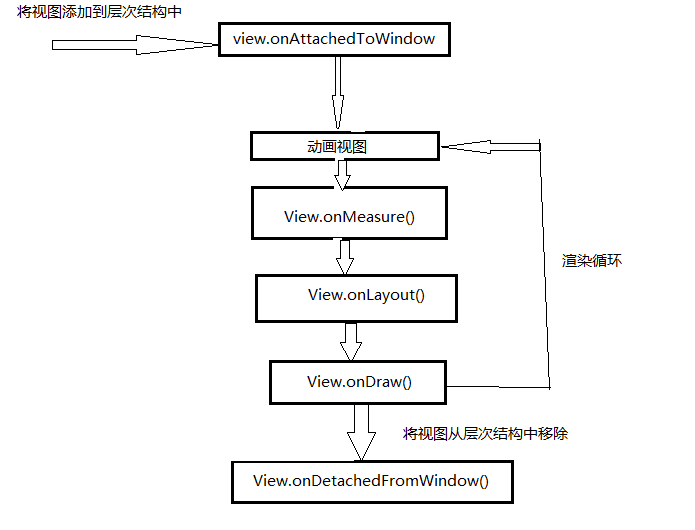 将视图添加到层次结构中
view.onAttachedToWindow
动画视图
View.onMeasure()
渲染循环
View.onLayout()
View.onDraw()
将视图从层次结构中移除
View.onDetachedFromWindow()